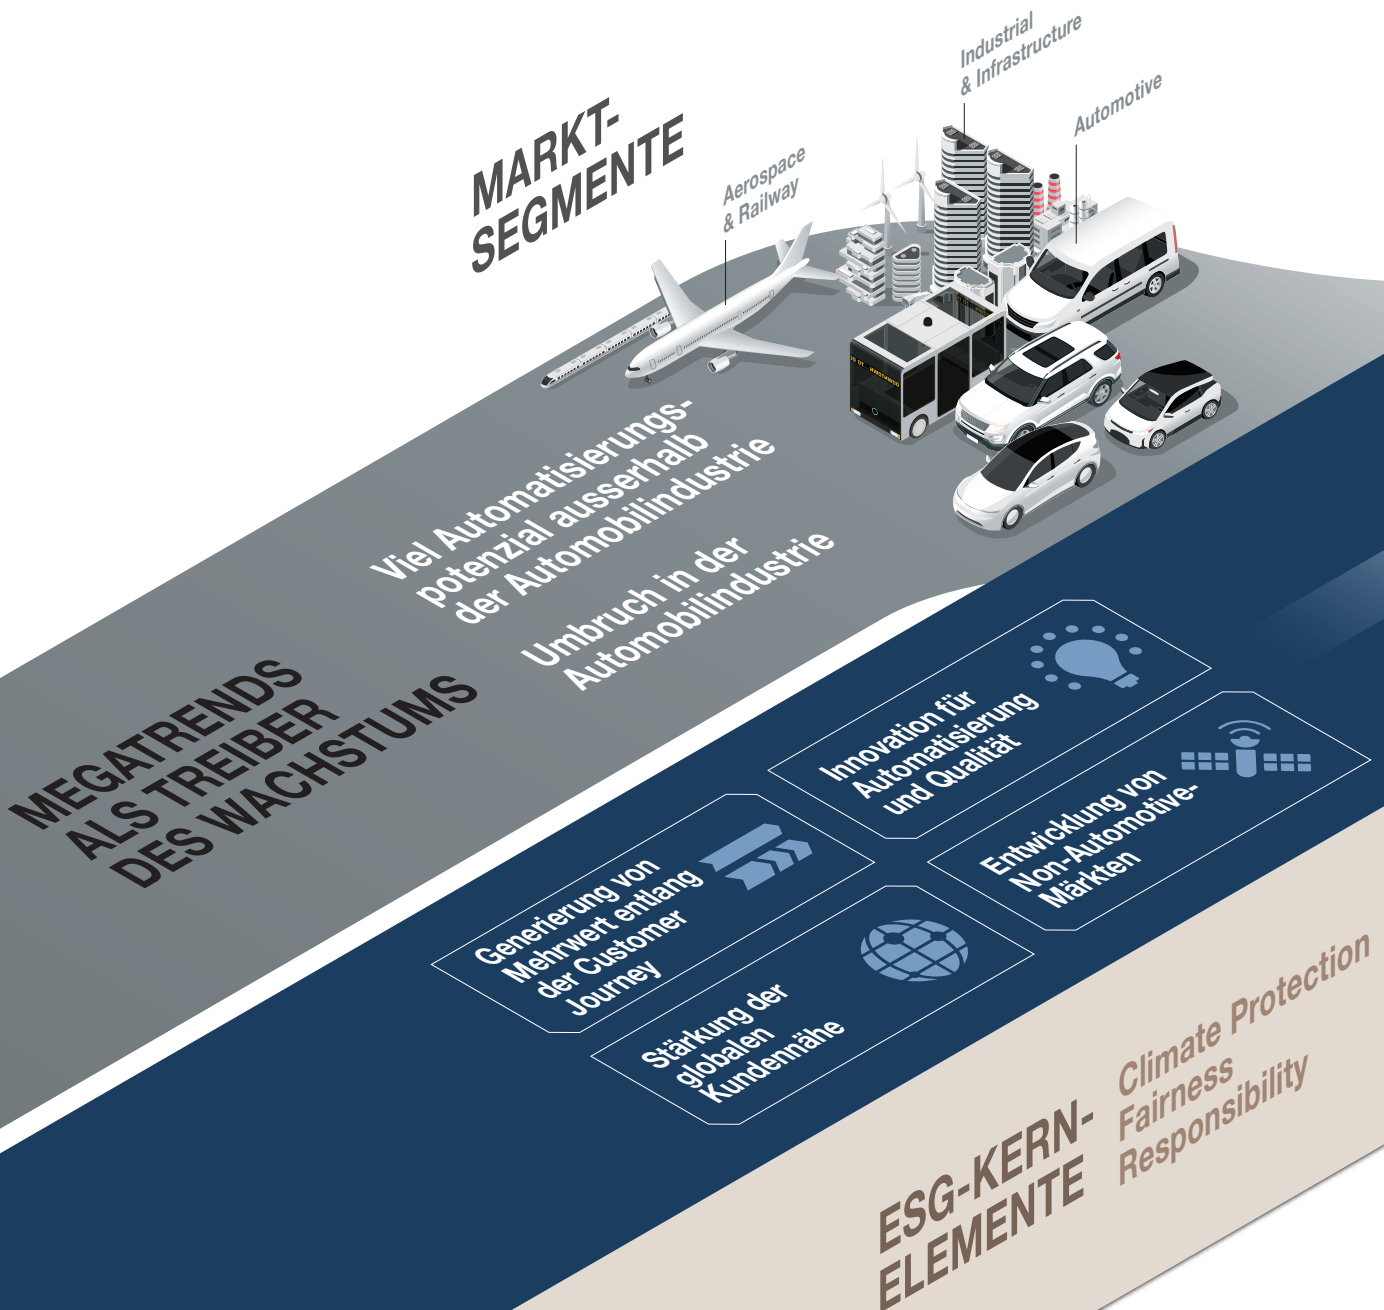 Industrial
& Infrastructure
Automotive
MARKT-
SEGMENTE
Aerospace
& Railway
Viel Automatisierungs-
potenzial ausserhalb
der Automobilindustrie
Umbruch in der
Automobilindustrie
MEGATRENDS
ALS TREIBER
DES WACHSTUMS
Innovation für
Automatisierung
und Qualität
Entwicklung von
Non-Automotive-
Märkten
Generierung von
Mehrwert entlang
der Customer
Journey
Stärkung der
globalen
Kundennähe
ESG-KERN-
ELEMENTE
Climate Protection
Fairness
Responsibility